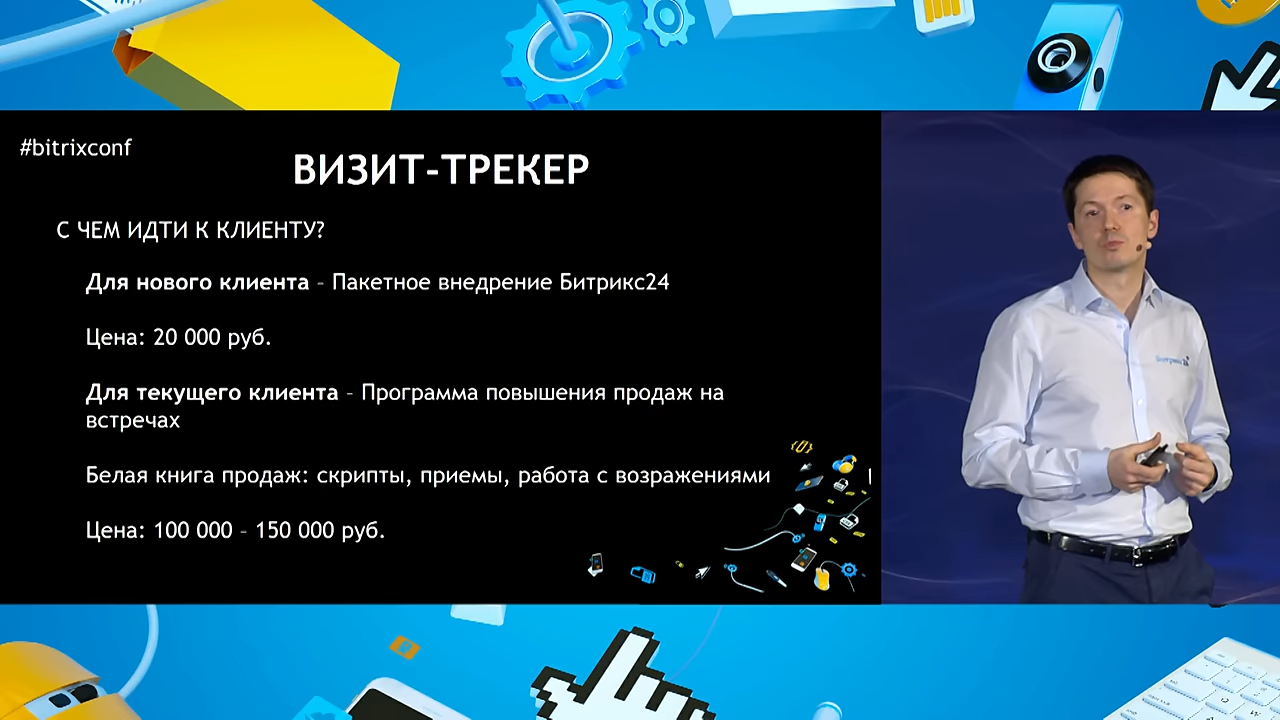 #bitrixconf
ВИЗИТ-ТРЕКЕР
С ЧЕМ ИДТИ К КЛИЕНТУ?
Для нового клиента – Пакетное внедрение Битрикс24
Цена: 20 000 руб.
Для текущего клиента – Программа повышения продаж на
встречах
Белая книга продаж: скрипты, приемы, работа с возражениями
Цена: 100 000 – 150 000 руб.